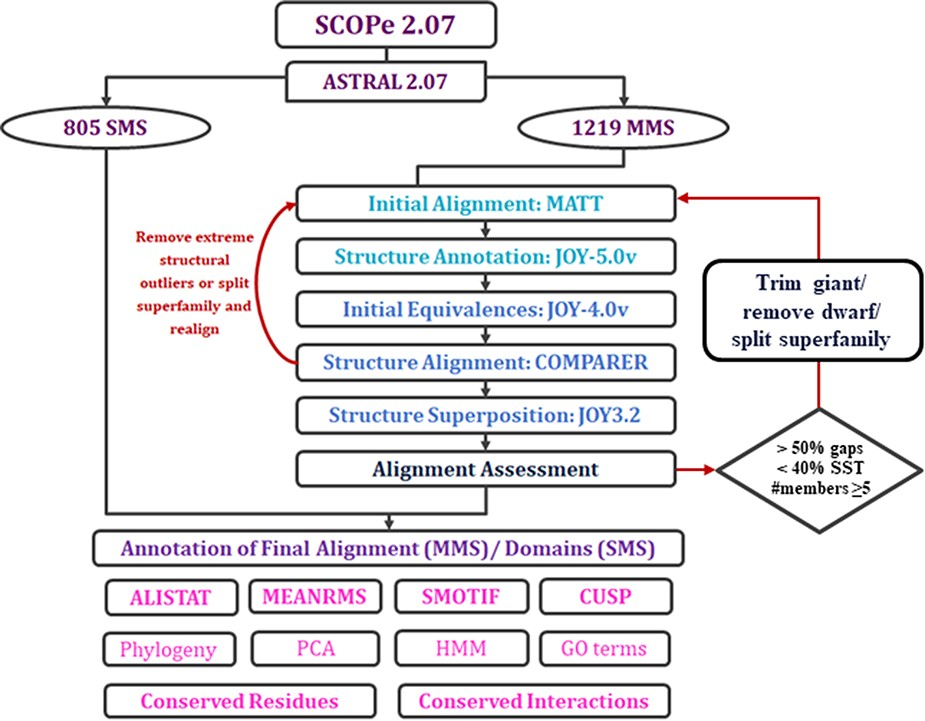 SCOPe 2.07
ASTRAL 2.07
805 SMS
1219 MMS
Initial Alignment: MATT
Structure Annotation: JOY-5.0v
Initial Equivalences: JOY-4.0v
Structure Alignment: COMPARER
Structure Superposition: JOY3.2
Alignment Assessment
Remove extreme
structural
outliers or split
superfamily and
realign
Trim giant/
remove dwarf/
split superfamily
> 50% gaps
< 40% SST
#members ≥5
Annotation of Final Alignment (MMS)/ Domains (SMS)
ALISTAT
MEANRMS
SMOTIF
CUSP
Phylogeny
PCA
HMM
GO terms
Conserved Residues
Conserved Interactions